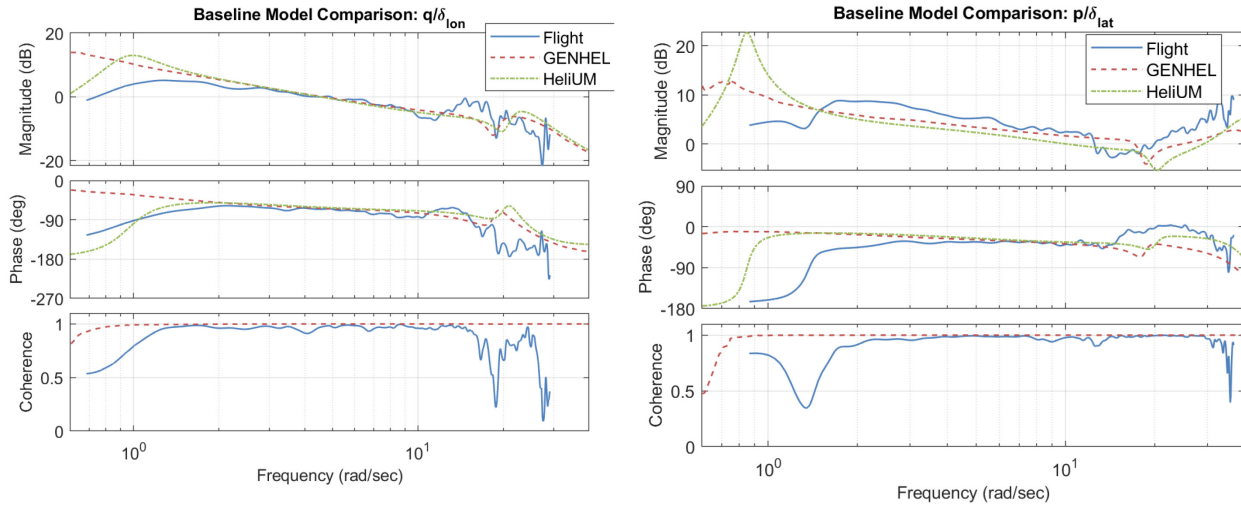 Baseline Model Comparison: q/δlon
Flight
GENHEL
HeliUM
Magnitude (dB)
20
0
-20
Phase (deg)
0
-90
-180
-270
Coherence
1
0.5
0
10^0
10^1
Frequency (rad/sec)
Baseline Model Comparison: p/δlat
Flight
GENHEL
HeliUM
Magnitude (dB)
20
10
0
Phase (deg)
90
0
-90
-180
Coherence
1
0.5
0
10^0
10^1
Frequency (rad/sec)